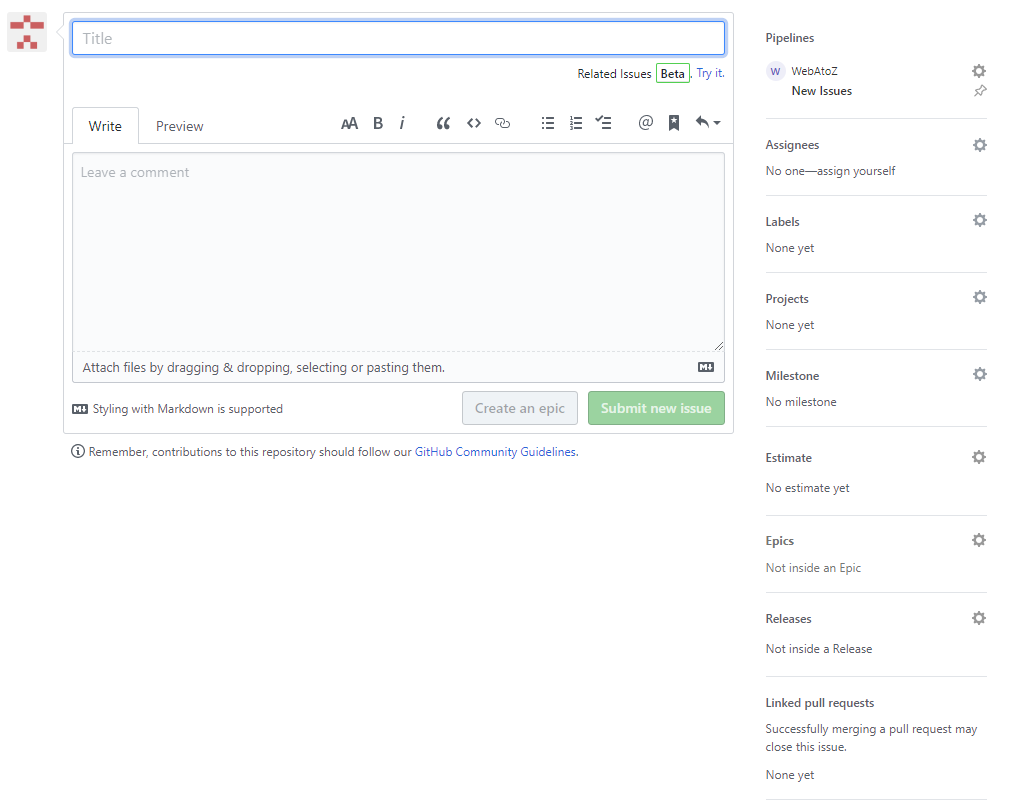 Title
Related Issues Beta. Try it.
Write Preview AA B i “ <> @
Leave a comment
Attach files by dragging & dropping, selecting or pasting them.
Styling with Markdown is supported
Create an epic
Submit new issue
Remember, contributions to this repository should follow our GitHub Community Guidelines.
Pipelines
W WebAtoZ
New Issues
Assignees
No one—assign yourself
Labels
None yet
Projects
None yet
Milestone
No milestone
Estimate
No estimate yet
Epics
Not inside an Epic
Releases
Not inside a Release
Linked pull requests
Successfully merging a pull request may
close this issue.
None yet